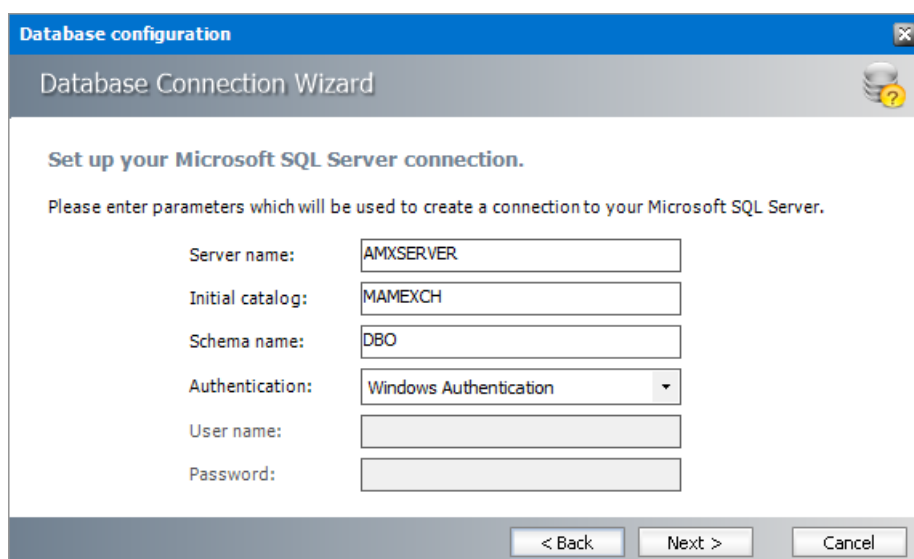 Database configuration
Database Connection Wizard
Set up your Microsoft SQL Server connection.
Please enter parameters which will be used to create a connection to your Microsoft SQL Server.
Server name: AMXSERVER
Initial catalog: MAMEXCH
Schema name: DBO
Authentication: Windows Authentication
User name:
Password:
< Back Next > Cancel